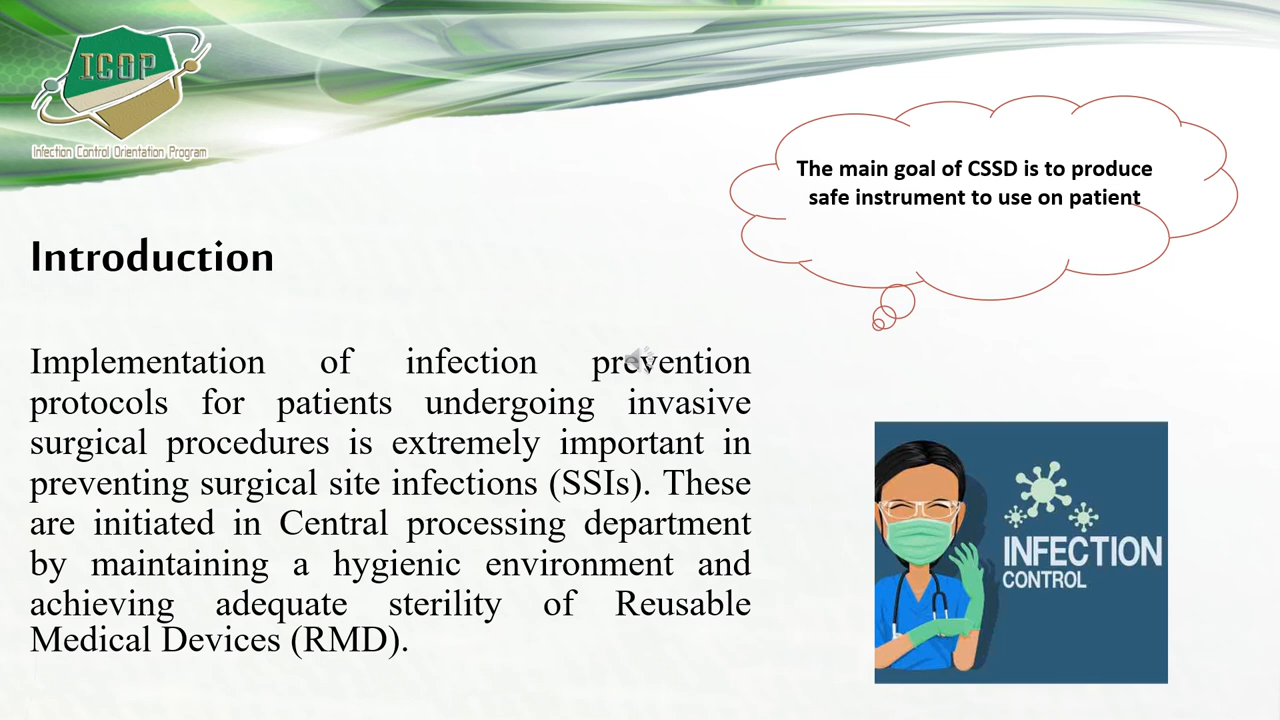 ICOP
Infection Control Orientation Program
The main goal of CSSD is to produce
safe instrument to use on patient
Introduction
Implementation of infection prevention
protocols for patients undergoing invasive
surgical procedures is extremely important in
preventing surgical site infections (SSIs). These
are initiated in Central processing department
by maintaining a hygienic environment and
achieving adequate sterility of Reusable
Medical Devices (RMD).
INFECTION
CONTROL